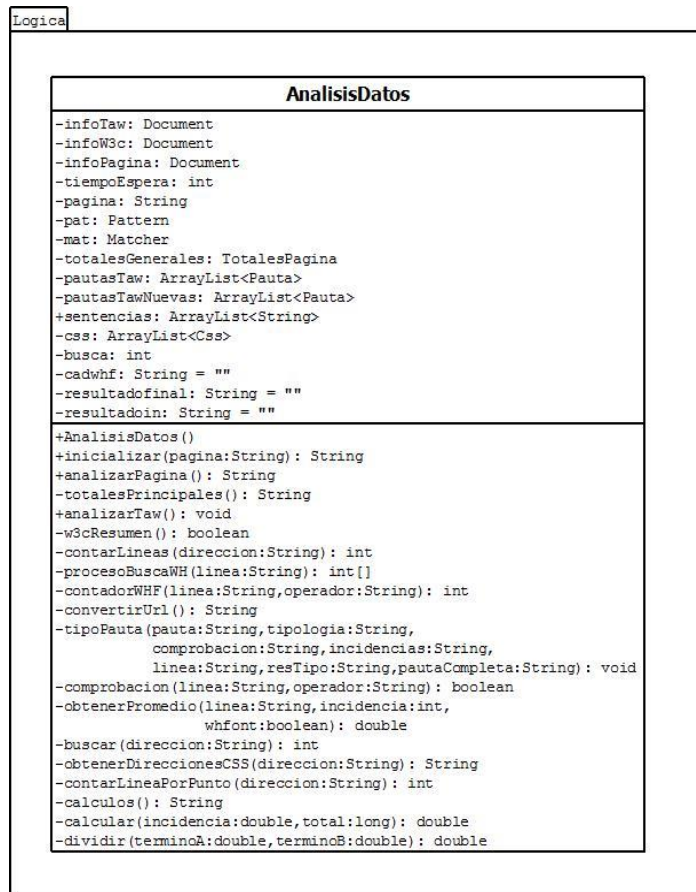 Logica
AnalisisDatos
-infoTaw: Document
-infoW3c: Document
-infoPagina: Document
-tiempoEspera: int
-pagina: String
-pat: Pattern
-mat: Matcher
-totalesGenerales: TotalesPagina
-pautasTaw: ArrayList<Pauta>
-pautasTawNuevas: ArrayList<Pauta>
+sentencias: ArrayList<String>
-css: ArrayList<Css>
-busca: int
-cadwhf: String = ""
-resultadofinal: String = ""
-resultadoin: String = ""
+AnalisisDatos()
+inicializar(pagina:String): String
+analizarPagina(): String
-totalesPrincipales(): String
+analizarTaw(): void
-w3cResumen(): boolean
-contarLineas(direccion:String): int
-procesoBuscaWH(linea:String): int[]
-contadorWHF(linea:String,operador:String): int
-convertirUrl(): String
-tipoPauta(pauta:String,tipologia:String,
comprobacion:String,incidencias:String,
linea:String,resTipo:String,pautaCompleta:String): void
-comprobacion(linea:String,operador:String): boolean
-obtenerPromedio(linea:String,incidencia:int,
whfont:boolean): double
-buscar(direccion:String): int
-obtenerDireccionesCSS(direccion:String): String
-contarLineaPorPunto(direccion:String): int
-calculos(): String
-calcular(incidencia:double,total:long): double
-dividir(terminoA:double,terminoB:double): double